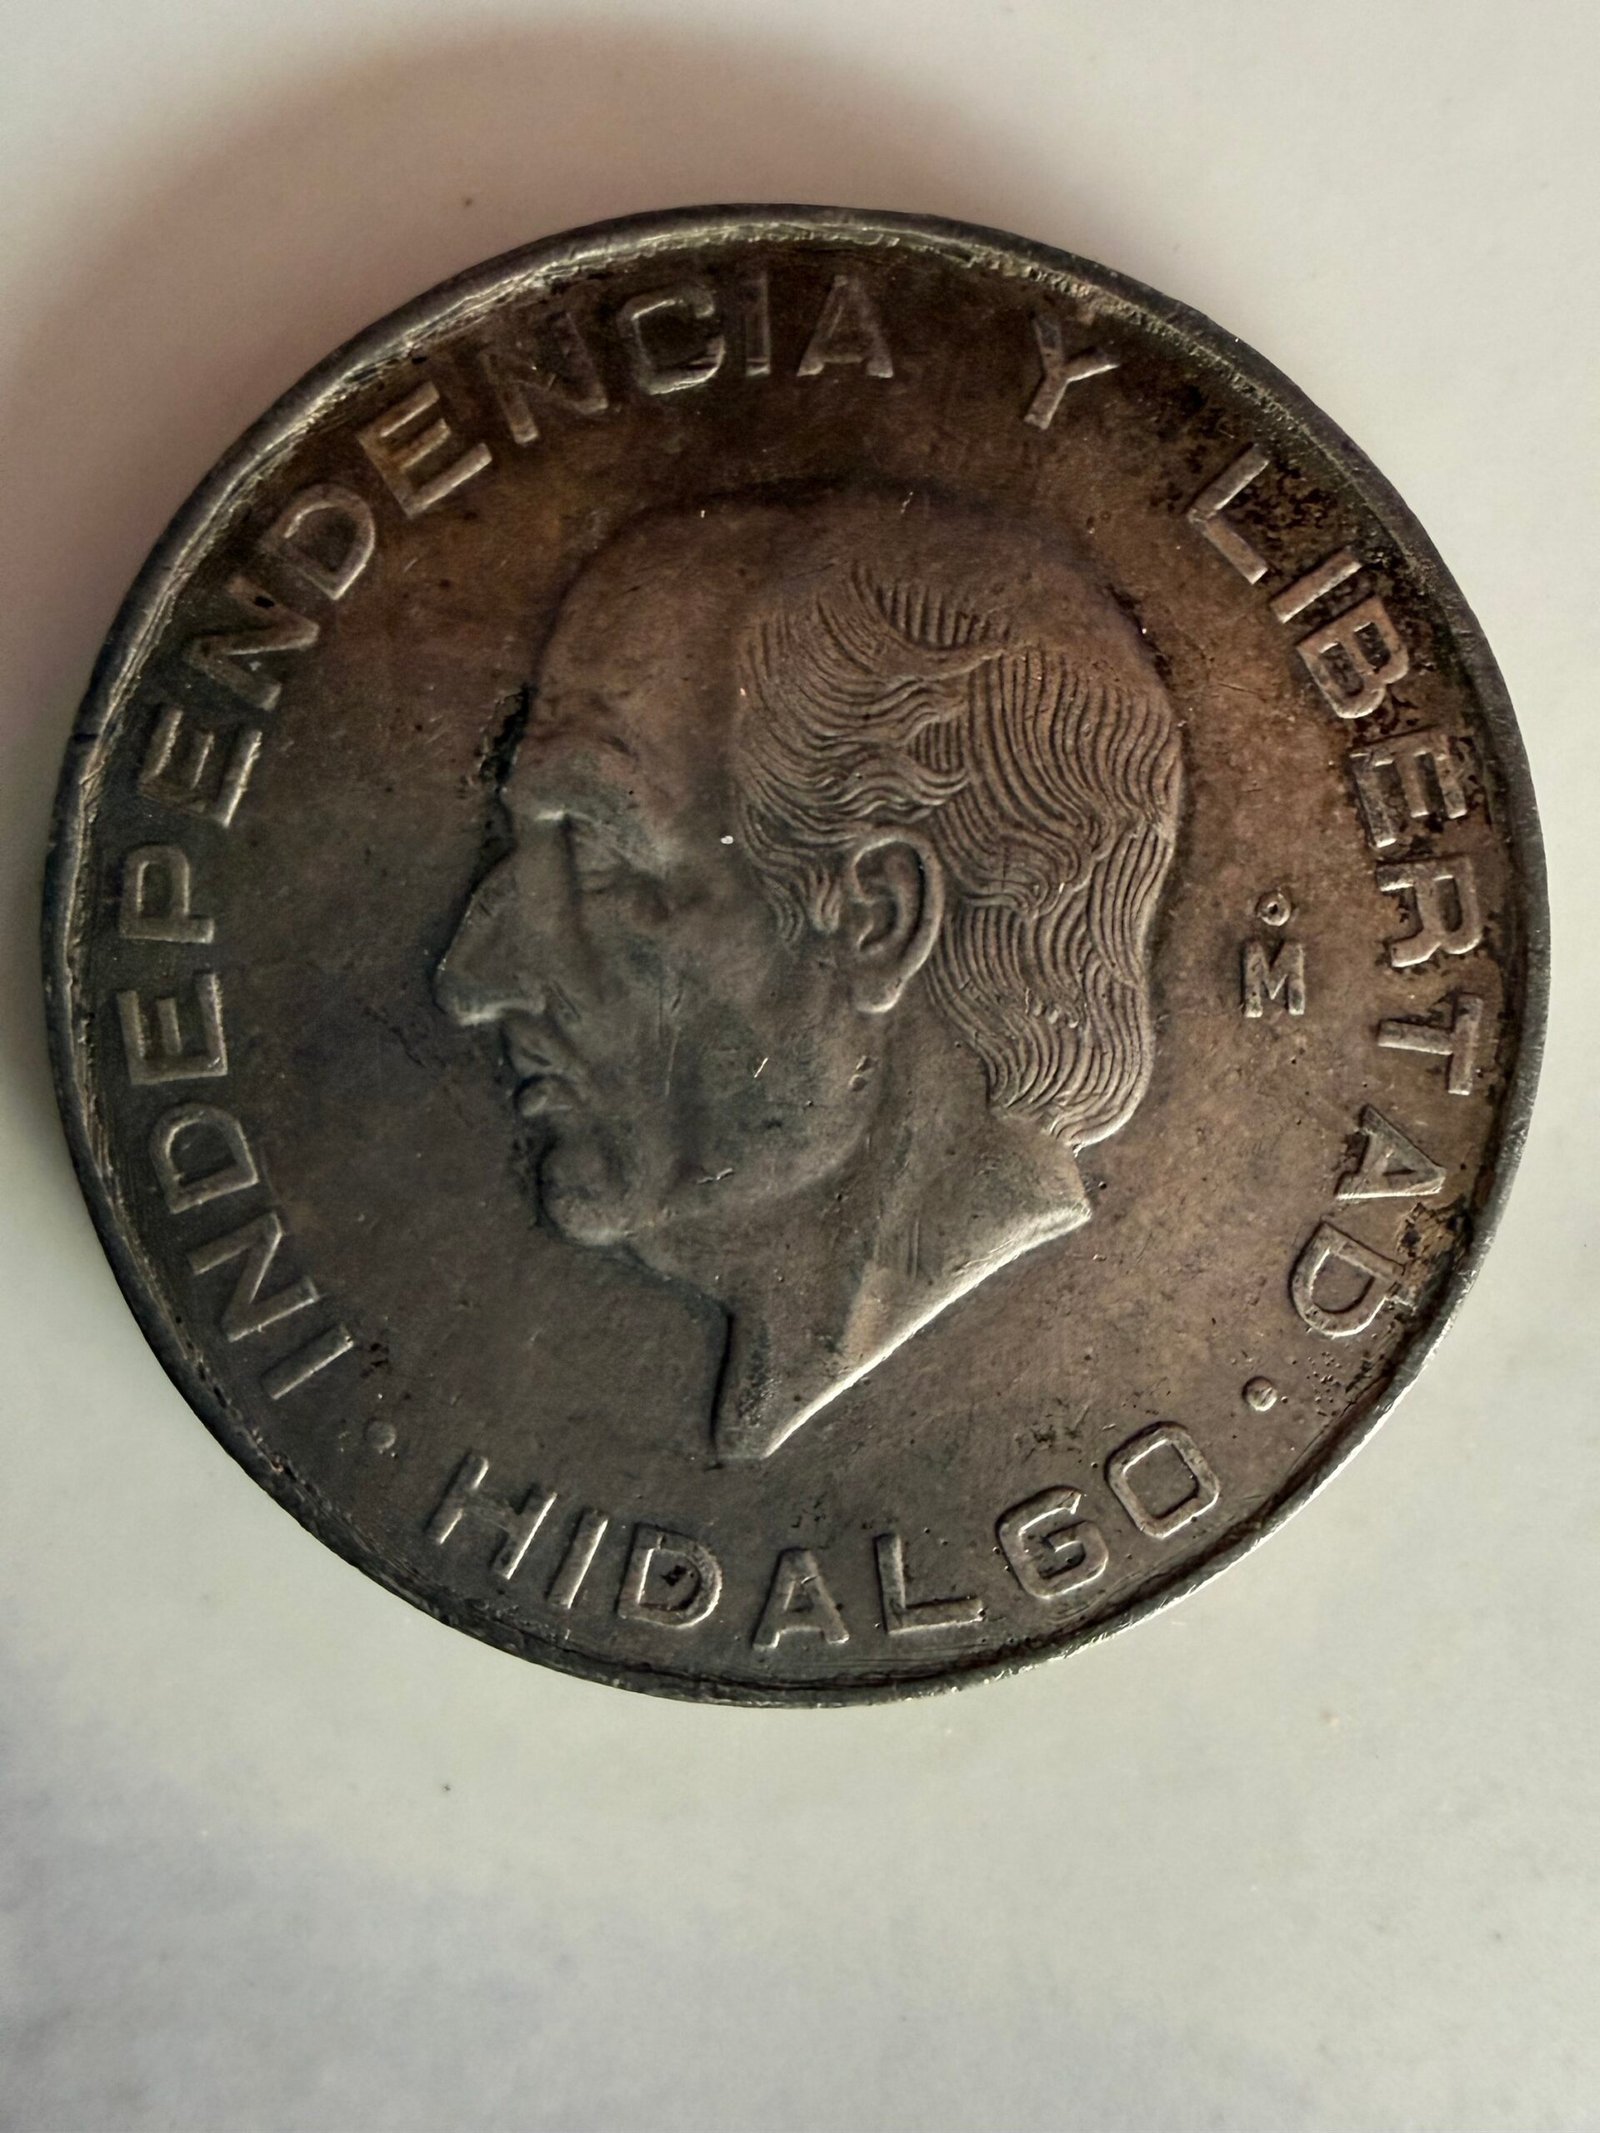 INDEPENDENCIA Y LIBERTAD
Mº
· HIDALGO ·